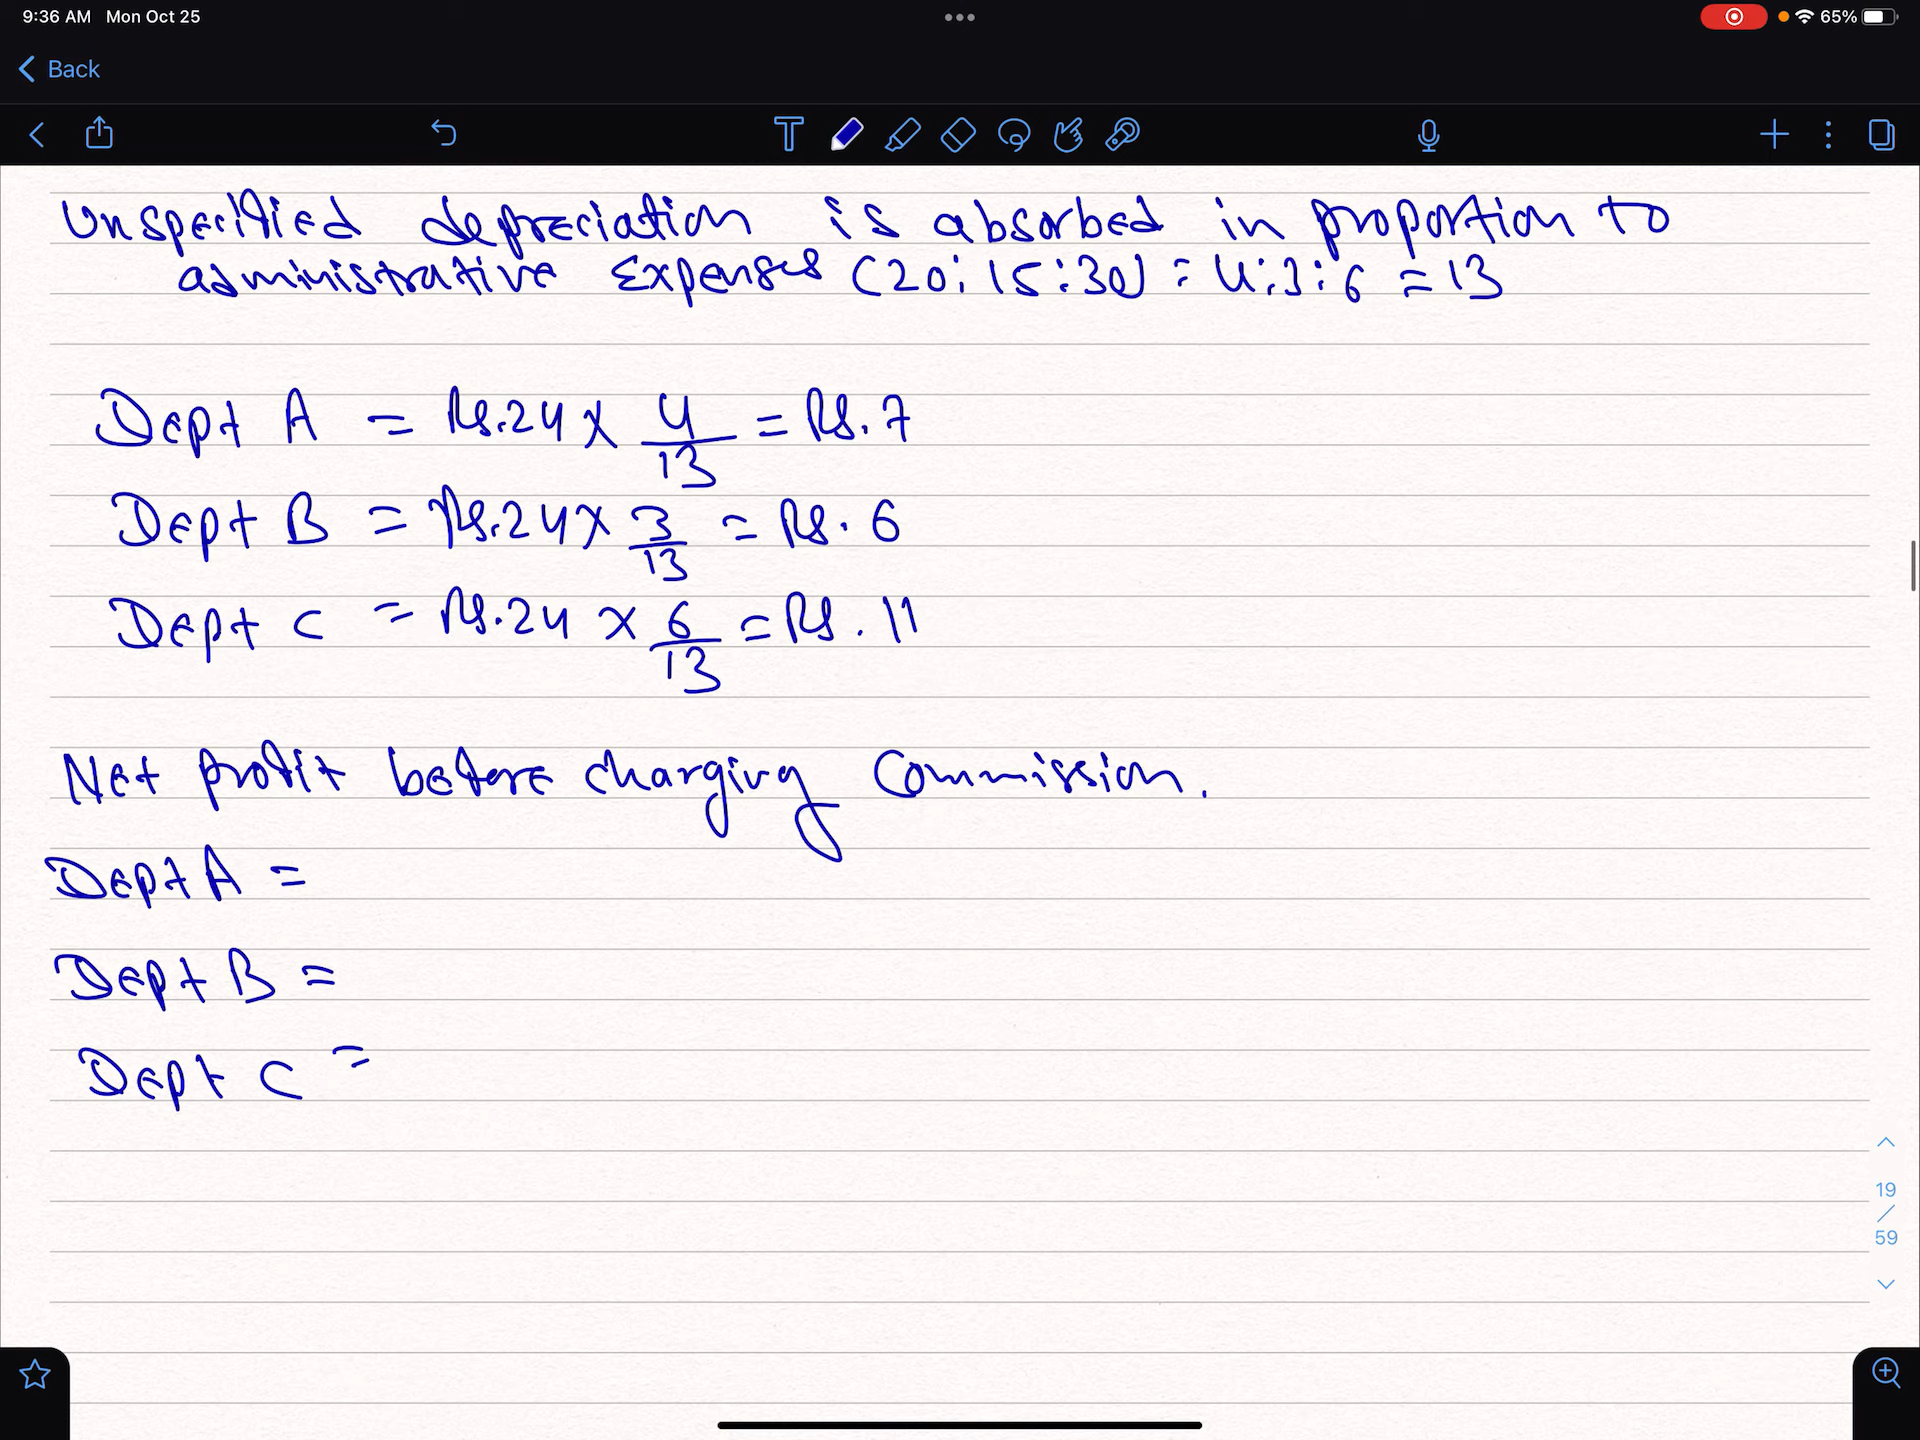 9:36 AM Mon Oct 25
65%
Back
Unspecified depreciation is absorbed in proportion to
administrative expenses (20:15:30) = 4:3:6 = 13
Dept A = Rs.24 x 4/13 = Rs. 7
Dept B = Rs.24 x 3/13 = Rs. 6
Dept C = Rs.24 x 6/13 = Rs. 11
Net profit before charging Commission.
Dept A =
Dept B =
Dept C =
19
/
59